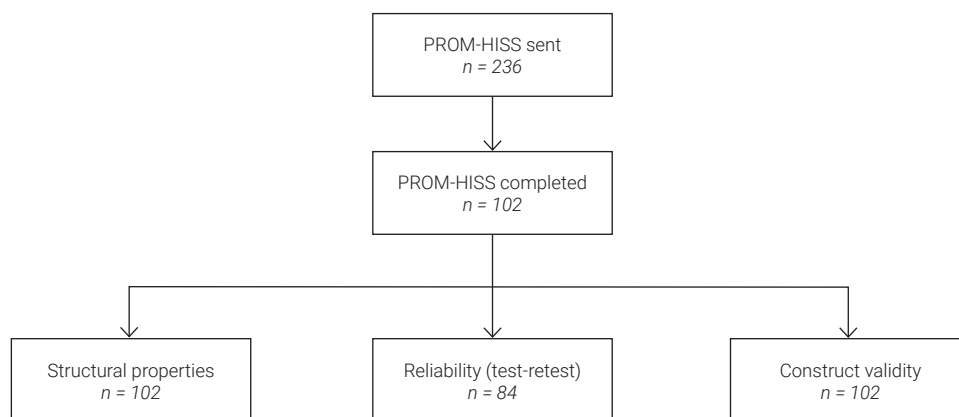 PROM-HISS sent
n = 236
PROM-HISS completed
n = 102
Structural properties
n = 102
Reliability (test-retest)
n = 84
Construct validity
n = 102